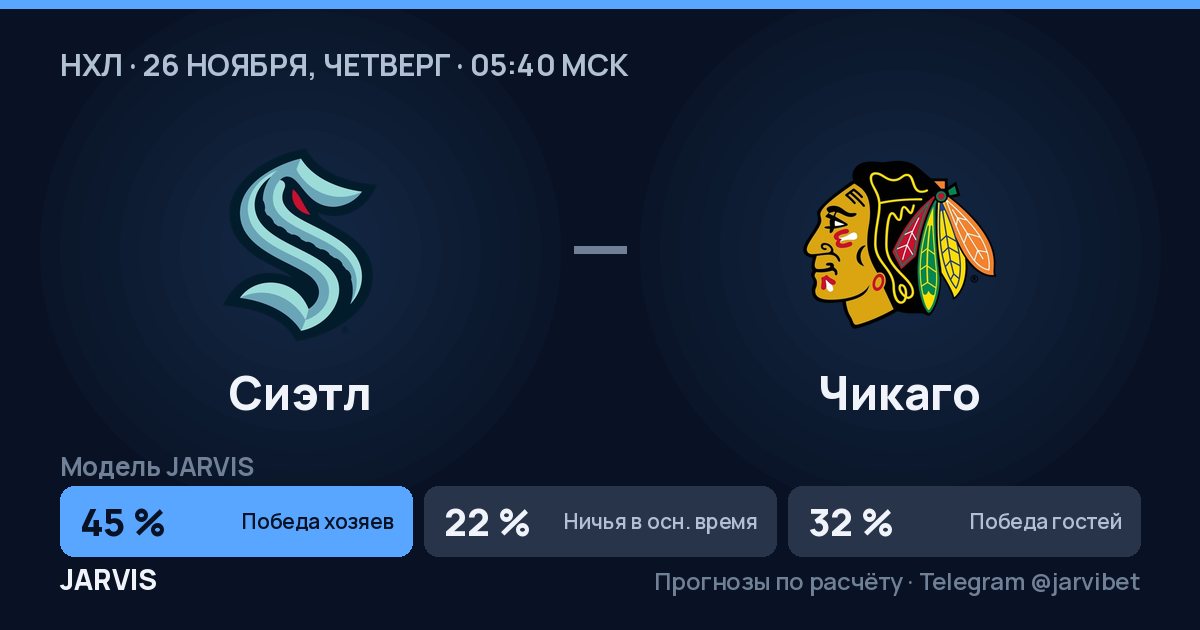 НХЛ · 26 НОЯБРЯ, ЧЕТВЕРГ · 05:40 МСК
Сиэтл
Чикаго
Модель JARVIS
45 % Победа хозяев
22 % Ничья в осн. время
32 % Победа гостей
JARVIS
Прогнозы по расчёту · Telegram @jarvibet